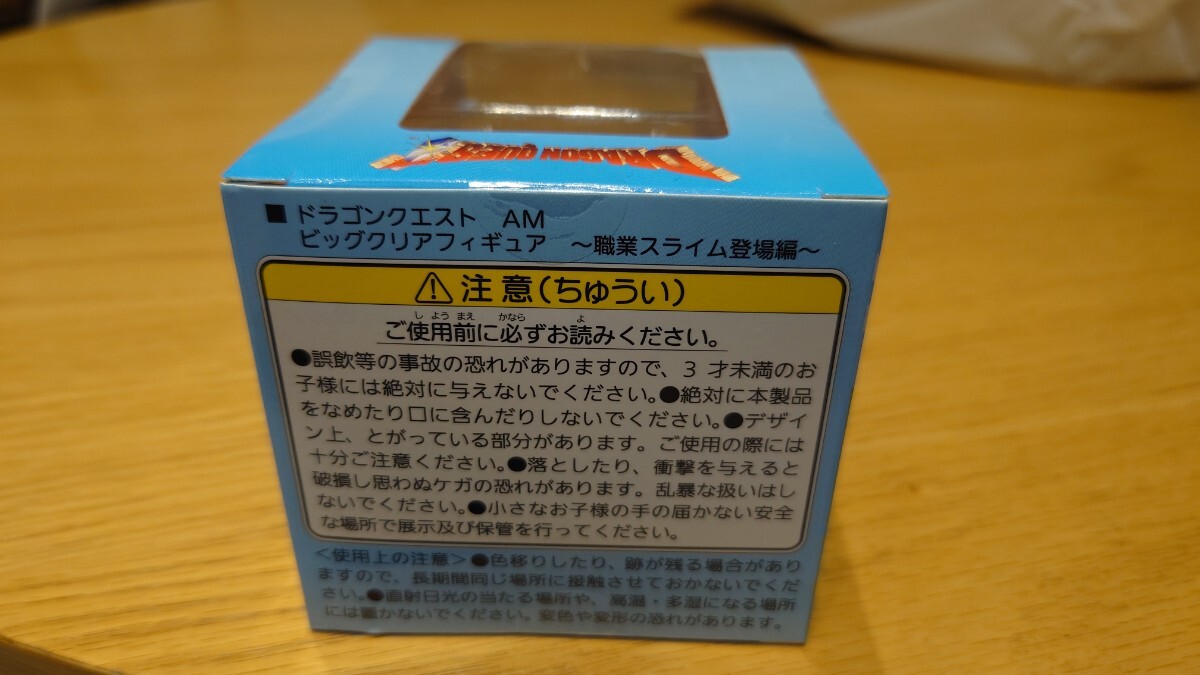 DRAGON QUEST
■ ドラゴンクエスト AM
ビッグクリアフィギュア ～職業スライム登場編～
⚠ 注意(ちゅうい)
ご使用前に必ずお読みください。
●誤飲等の事故の恐れがありますので、3 才未満のお
子様には絶対に与えないでください。●絶対に本製品
をなめたり口に含んだりしないでください。●デザイ
ン上、とがっている部分があります。ご使用の際には
十分ご注意ください。●落としたり、衝撃を与えると
破損し思わぬケガの恐れがあります。乱暴な扱いはし
ないでください。●小さなお子様の手の届かない安全
な場所で展示及び保管を行ってください。
＜使用上の注意＞●色移りしたり、跡が残る場合があり
ますので、長期間同じ場所に接触させておかないでくだ
さい。●直射日光の当たる場所や、高温・多湿になる場所
には置かないでください。変色や変形の恐れがあります。